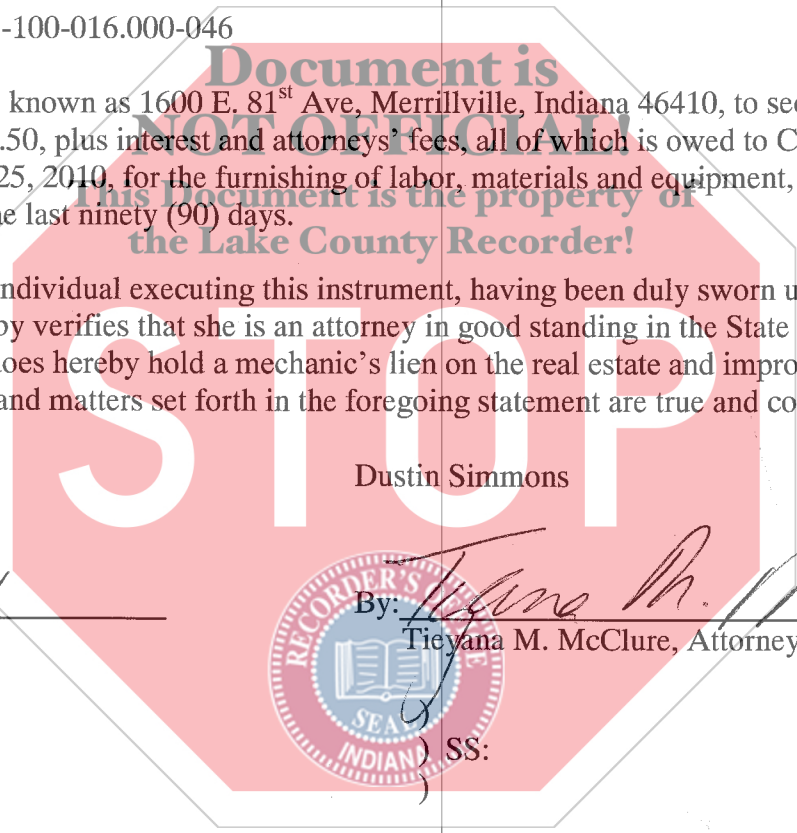 -100-016.000-046
Document is
known as 1600 E. 81st Ave, Merrillville, Indiana 46410, to sec
NOT OFFICIAL!
.50, plus interest and attorneys' fees, all of which is owed to C
25, 2010, for the furnishing of labor, materials and equipment,
This Document is the property of
e last ninety (90) days.
the Lake County Recorder!
ndividual executing this instrument, having been duly sworn u
by verifies that she is an attorney in good standing in the State
oes hereby hold a mechanic's lien on the real estate and impro
and matters set forth in the foregoing statement are true and co
STOP
Dustin Simmons
By: Tieyana M.
Tieyana M. McClure, Attorney
RECORDER'S
SEAL
INDIANA
)
) SS:
)